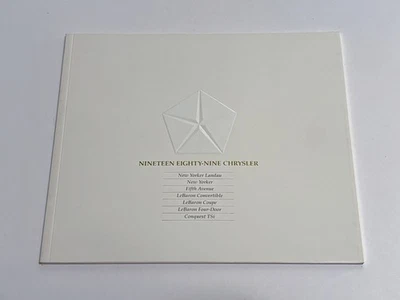 NINETEEN EIGHTY-NINE CHRYSLER
New Yorker Landau
New Yorker
Fifth Avenue
LeBaron Convertible
LeBaron Coupe
LeBaron Four-Door
Conquest TSi